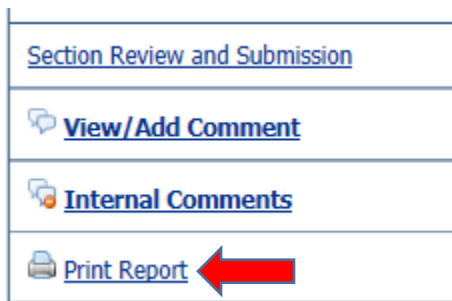 Section Review and Submission
View/Add Comment
Internal Comments
Print Report